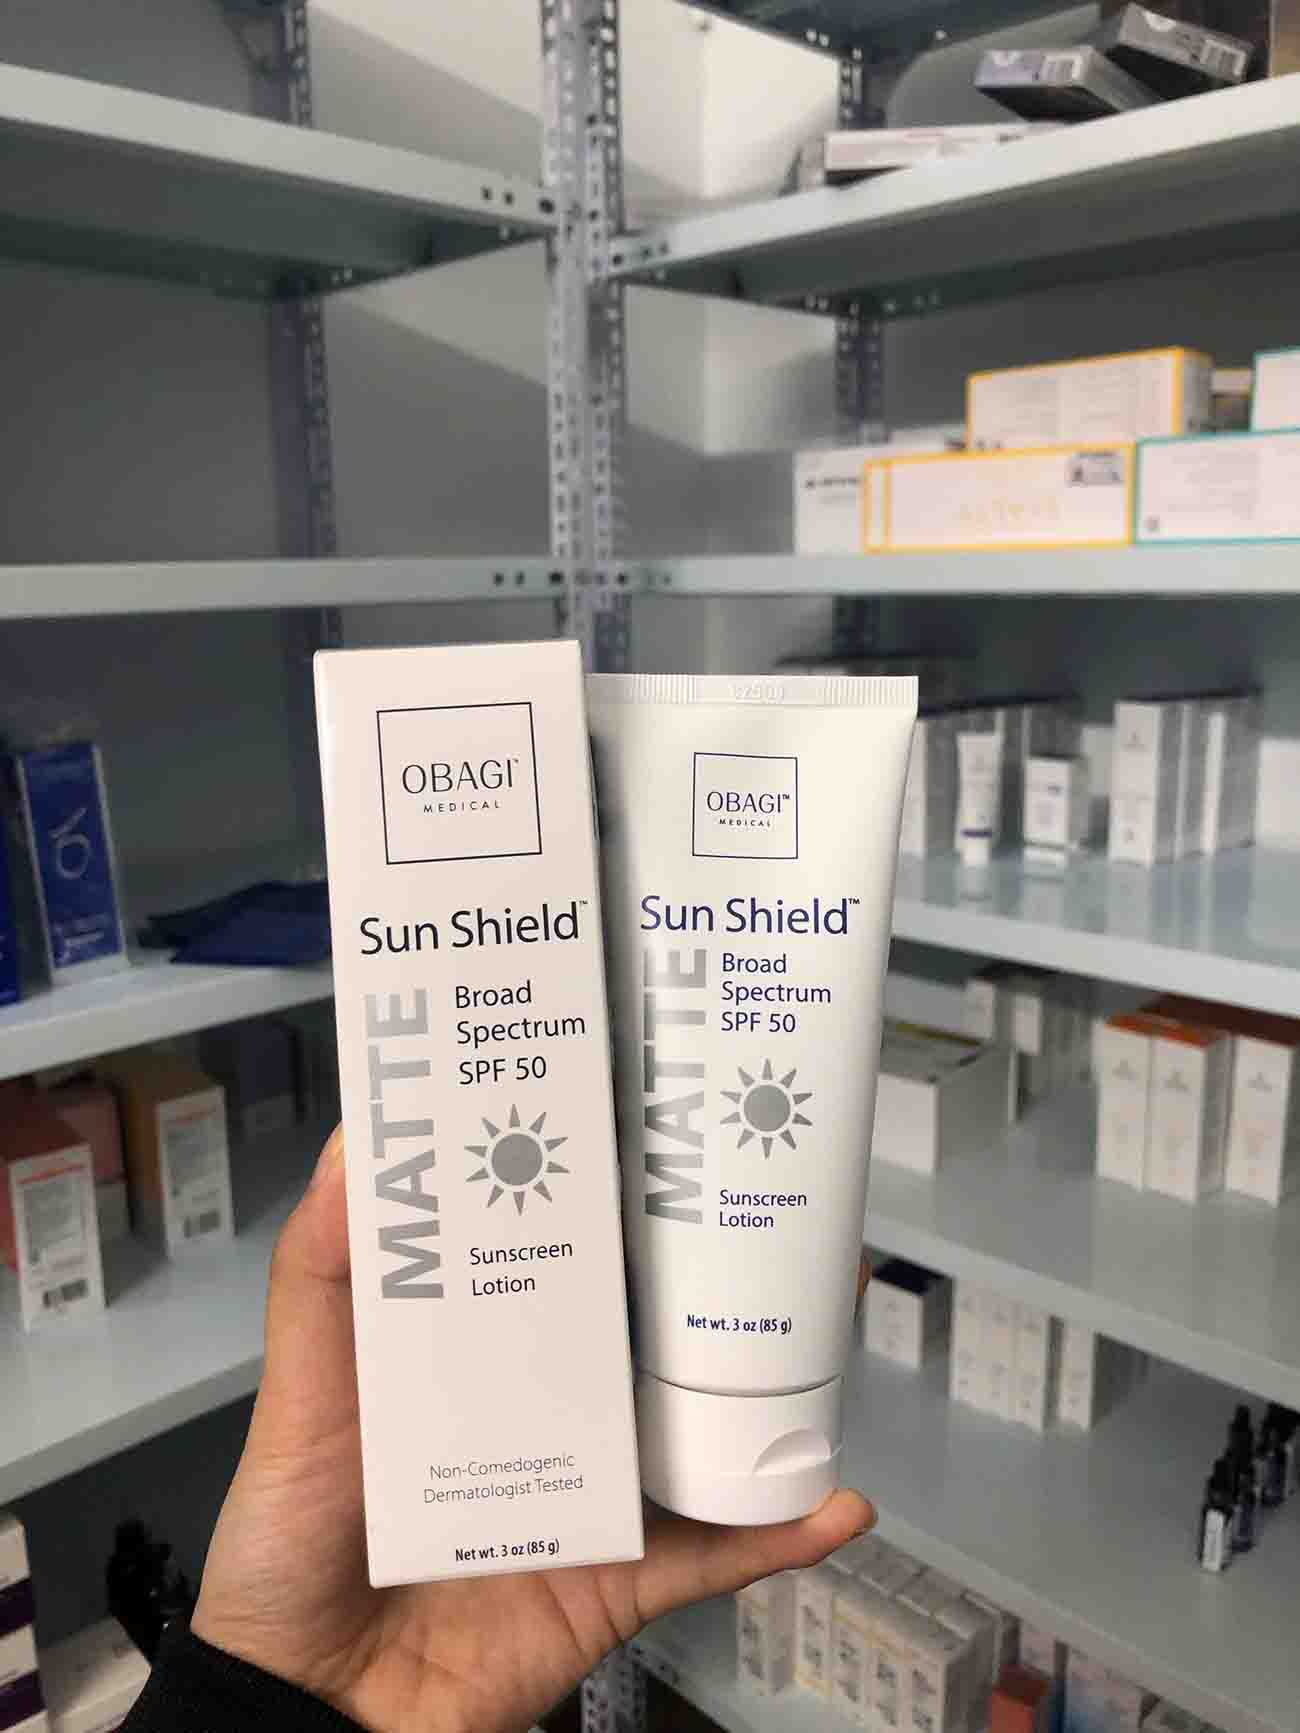 OBAGI™
MEDICAL
Sun Shield™
MATTE
Broad
Spectrum
SPF 50
Sunscreen
Lotion
Non-Comedogenic
Dermatologist Tested
Net wt. 3 oz (85 g)
OBAGI™
MEDICAL
Sun Shield™
MATTE
Broad
Spectrum
SPF 50
Sunscreen
Lotion
Net wt. 3 oz (85 g)